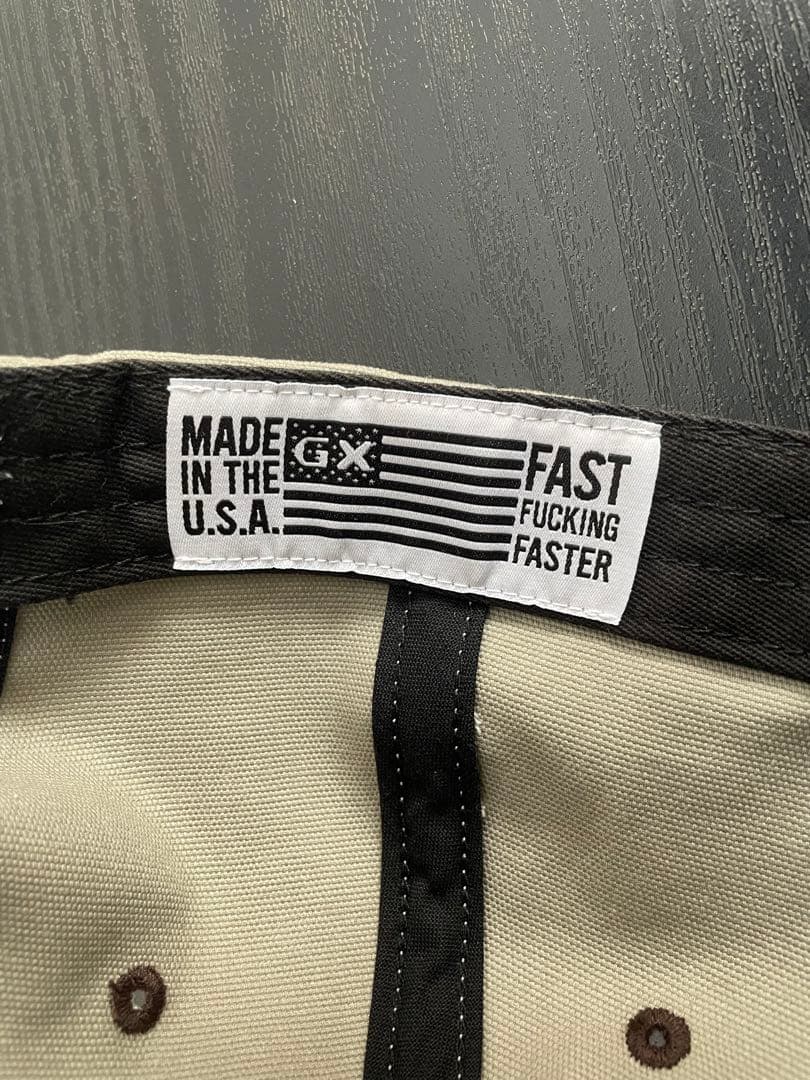 MADE
IN THE
U.S.A.
GX
FAST
FUCKING
FASTER